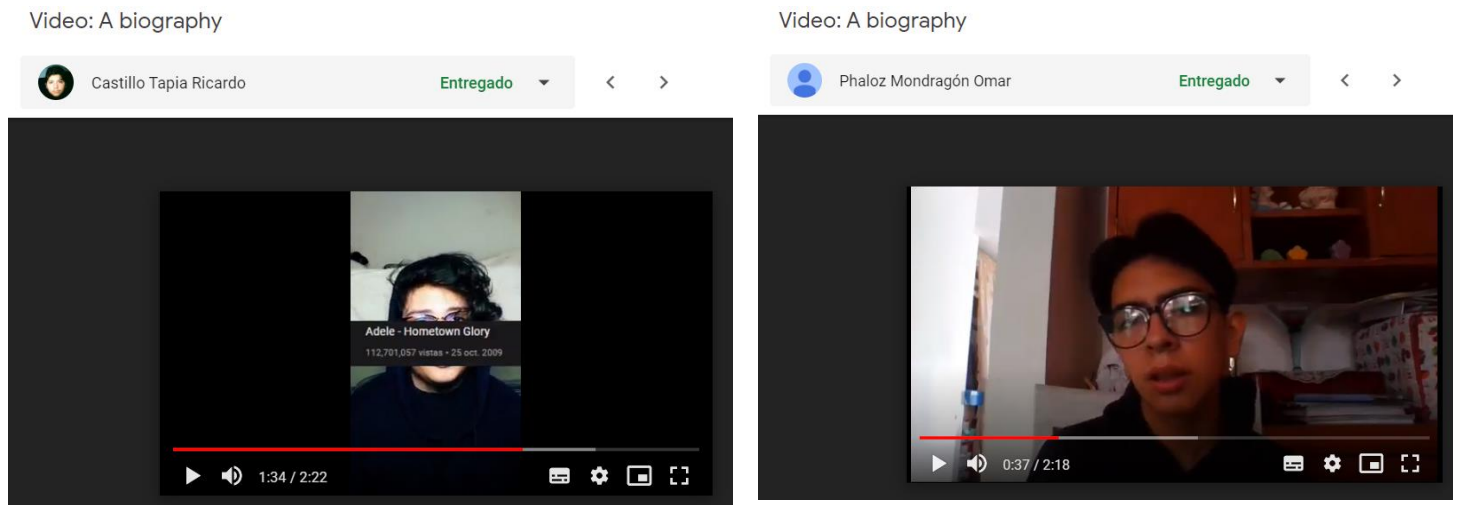 Video: A biography
Castillo Tapia Ricardo Entregado
Adele - Hometown Glory
112,701,057 vistas • 25 oct. 2009
1:34 / 2:22
Video: A biography
Phaloz Mondragón Omar Entregado
0:37 / 2:18